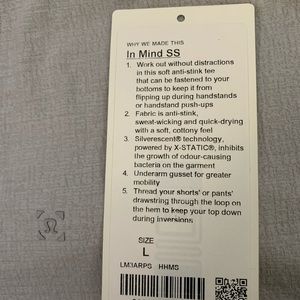 WHY WE MADE THIS
In Mind SS
1. Work out without distractions
in this soft anti-stink tee
that can be fastened to your
bottoms to keep it from
flipping up during handstands
or handstand push-ups
2. Fabric is anti-stink,
sweat-wicking and quick-drying
with a soft, cottony feel
3. Silverescent® technology,
powered by X-STATIC®, inhibits
the growth of odour-causing
bacteria on the garment
4. Underarm gusset for greater
mobility
5. Thread your shorts' or pants'
drawstring through the loop on
the hem to keep your top down
during inversions
SIZE
L
LM3ARPS HHMS